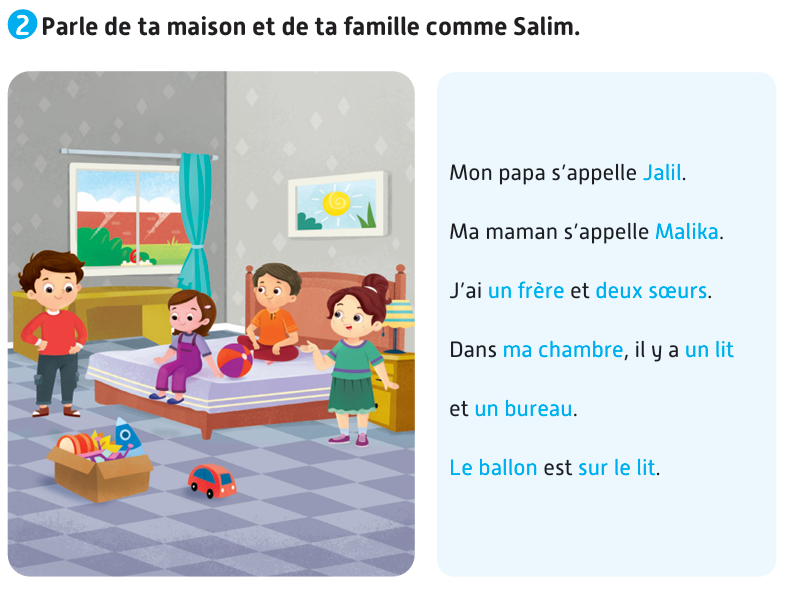 2 Parle de ta maison et de ta famille comme Salim.
Mon papa s'appelle Jalil.
Ma maman s'appelle Malika.
J'ai un frère et deux sœurs.
Dans ma chambre, il y a un lit
et un bureau.
Le ballon est sur le lit.